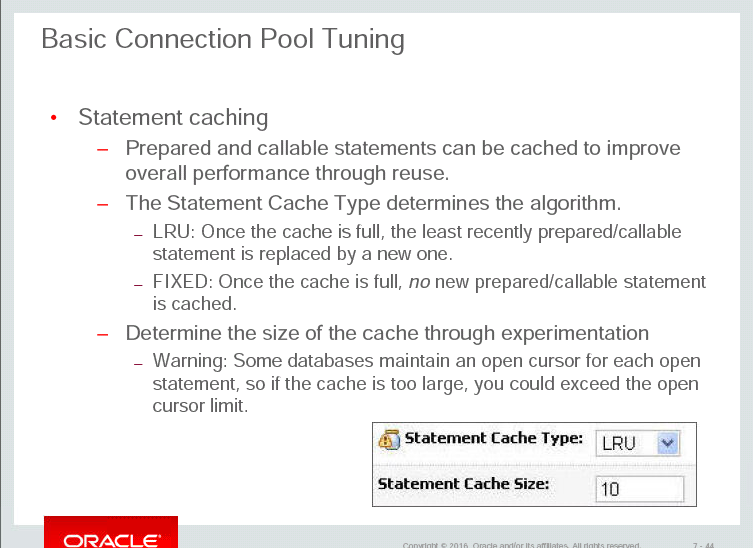 Basic Connection Pool Tuning
• Statement caching
– Prepared and callable statements can be cached to improve
overall performance through reuse.
– The Statement Cache Type determines the algorithm.
– LRU: Once the cache is full, the least recently prepared/callable
statement is replaced by a new one.
– FIXED: Once the cache is full, no new prepared/callable statement
is cached.
– Determine the size of the cache through experimentation
– Warning: Some databases maintain an open cursor for each open
statement, so if the cache is too large, you could exceed the open
cursor limit.
Statement Cache Type: LRU
Statement Cache Size: 10
ORACLE
Copyright © 2016, Oracle and/or its affiliates. All rights reserved. 7 - 44